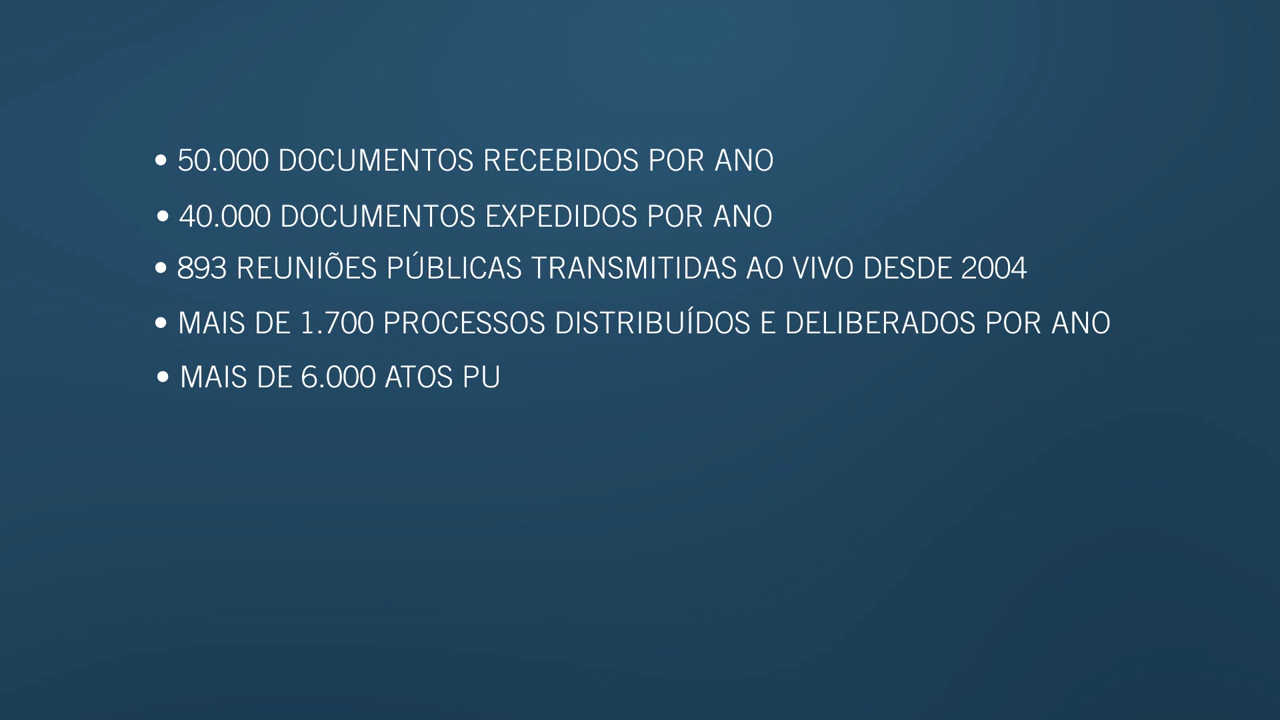 • 50.000 DOCUMENTOS RECEBIDOS POR ANO
• 40.000 DOCUMENTOS EXPEDIDOS POR ANO
• 893 REUNIÕES PÚBLICAS TRANSMITIDAS AO VIVO DESDE 2004
• MAIS DE 1.700 PROCESSOS DISTRIBUÍDOS E DELIBERADOS POR ANO
• MAIS DE 6.000 ATOS PU